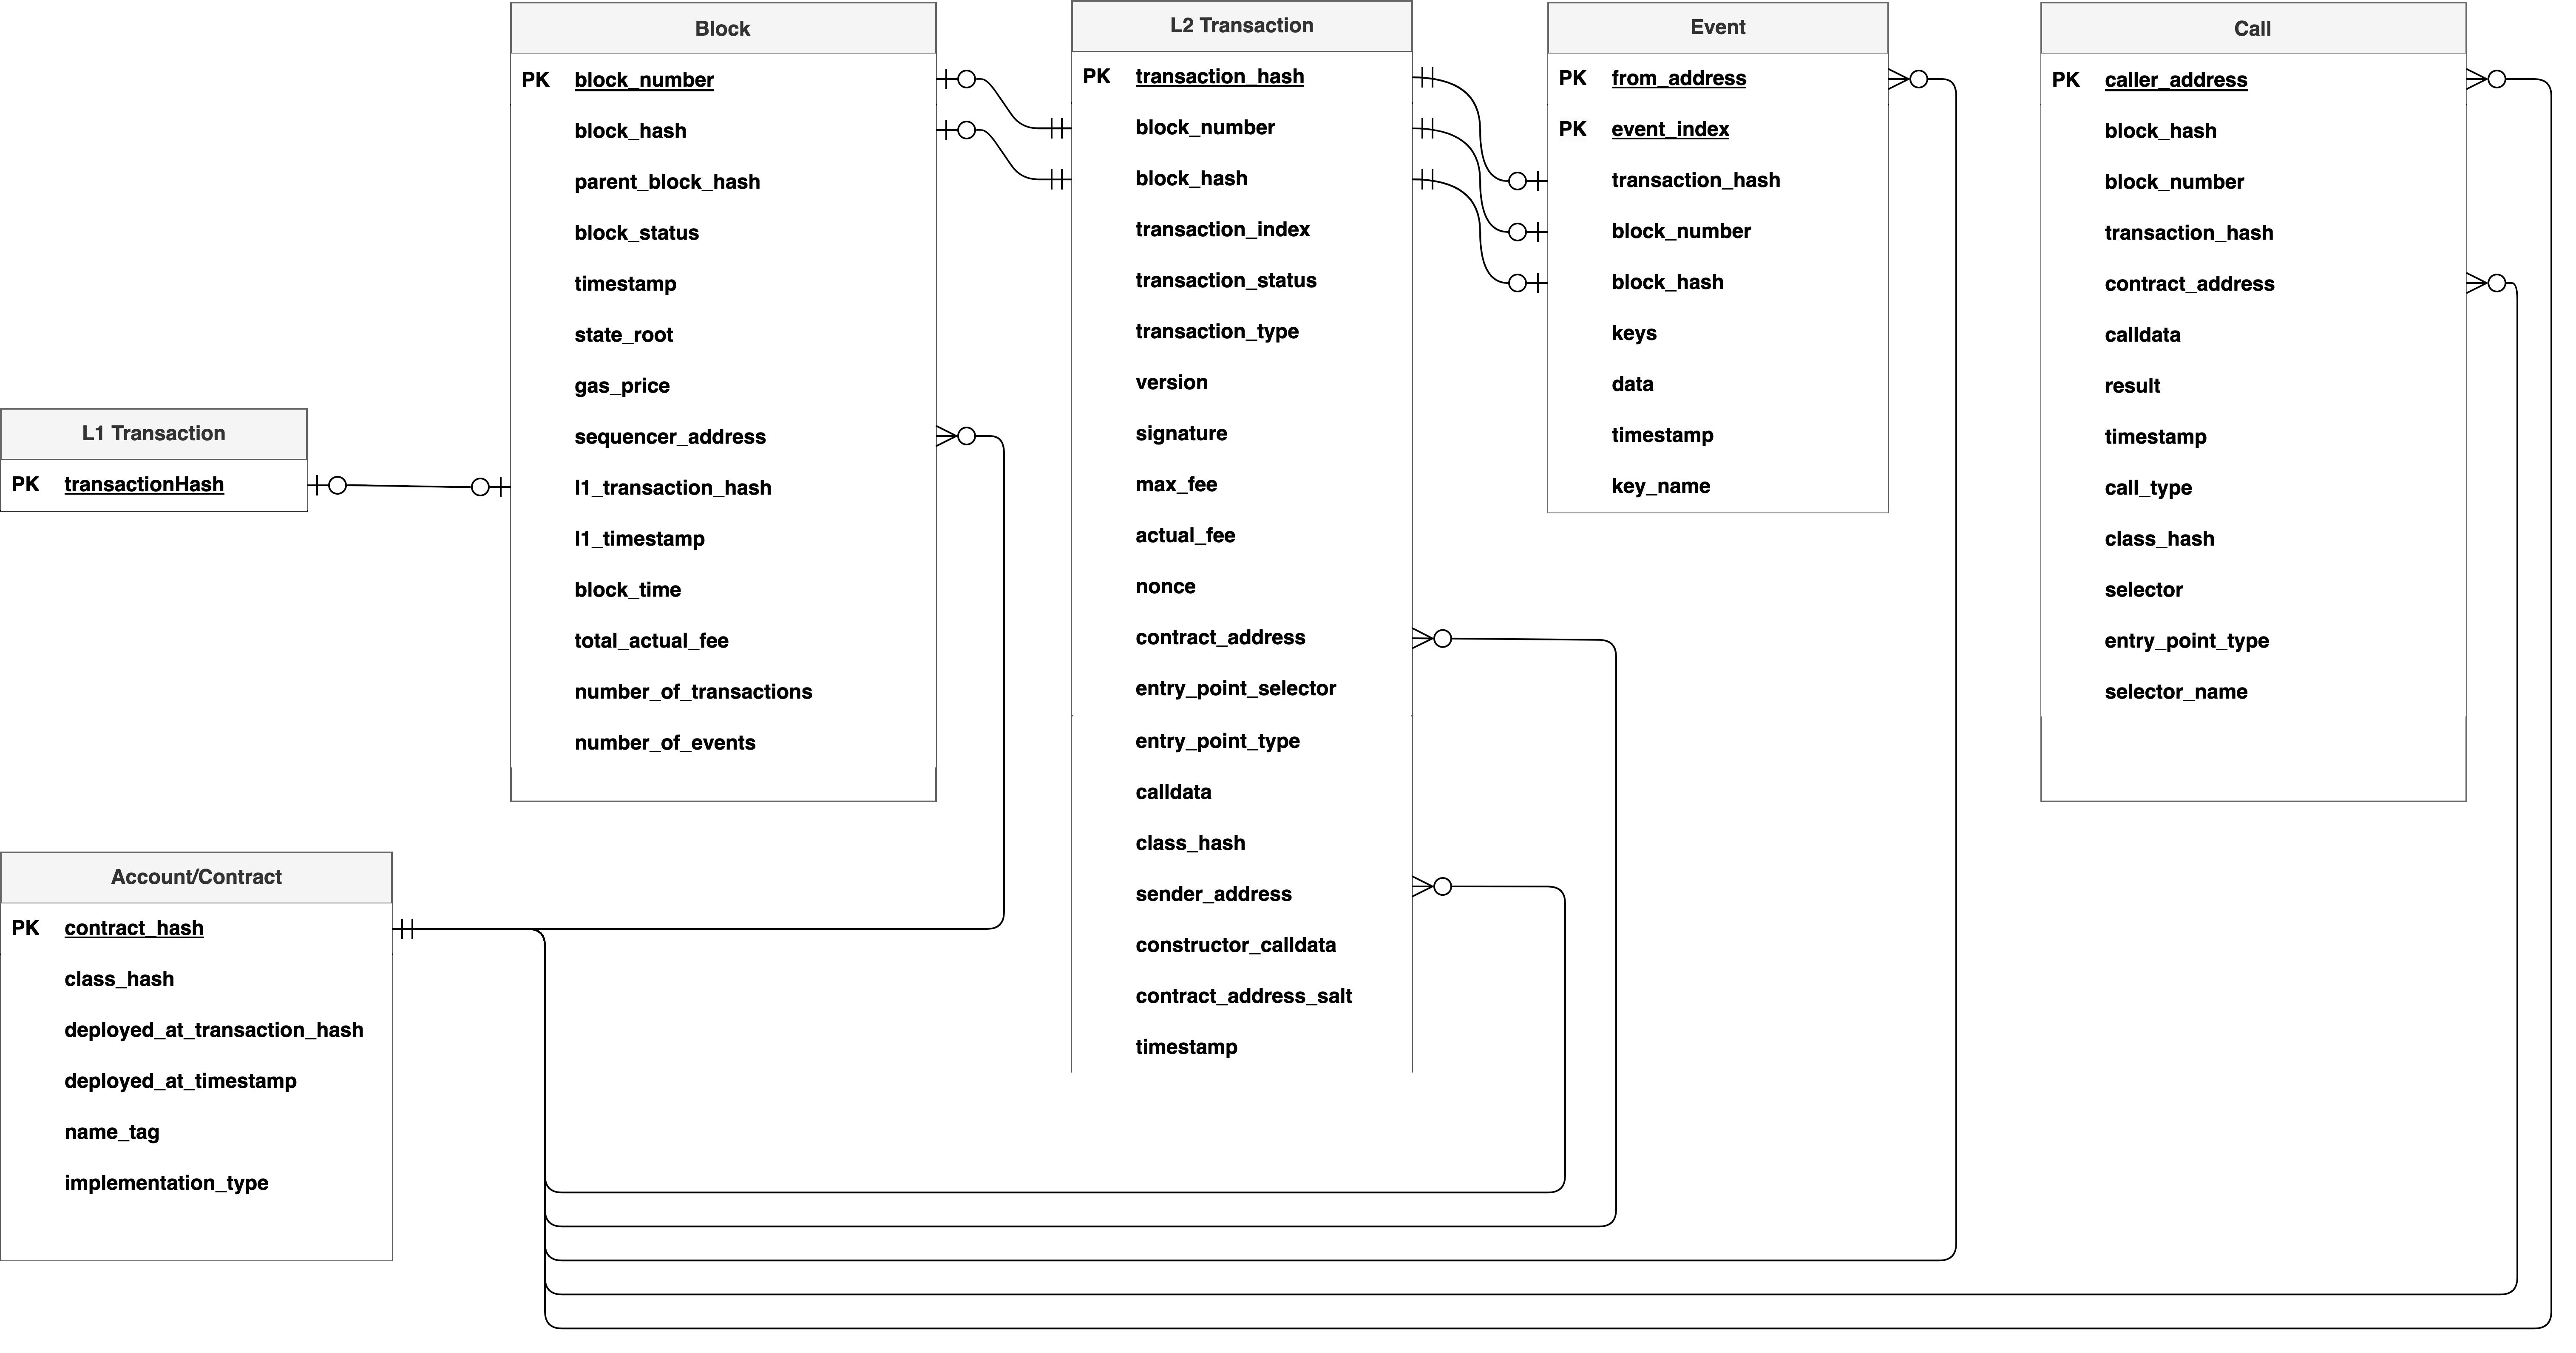 Block
PK block_number
block_hash
parent_block_hash
block_status
timestamp
state_root
gas_price
sequencer_address
l1_transaction_hash
l1_timestamp
block_time
total_actual_fee
number_of_transactions
number_of_events
L2 Transaction
PK transaction_hash
block_number
block_hash
transaction_index
transaction_status
transaction_type
version
signature
max_fee
actual_fee
nonce
contract_address
entry_point_selector
entry_point_type
calldata
class_hash
sender_address
constructor_calldata
contract_address_salt
timestamp
Event
PK from_address
PK event_index
transaction_hash
block_number
block_hash
keys
data
timestamp
key_name
Call
PK caller_address
block_hash
block_number
transaction_hash
contract_address
calldata
result
timestamp
call_type
class_hash
selector
entry_point_type
selector_name
L1 Transaction
PK transactionHash
Account/Contract
PK contract_hash
class_hash
deployed_at_transaction_hash
deployed_at_timestamp
name_tag
implementation_type